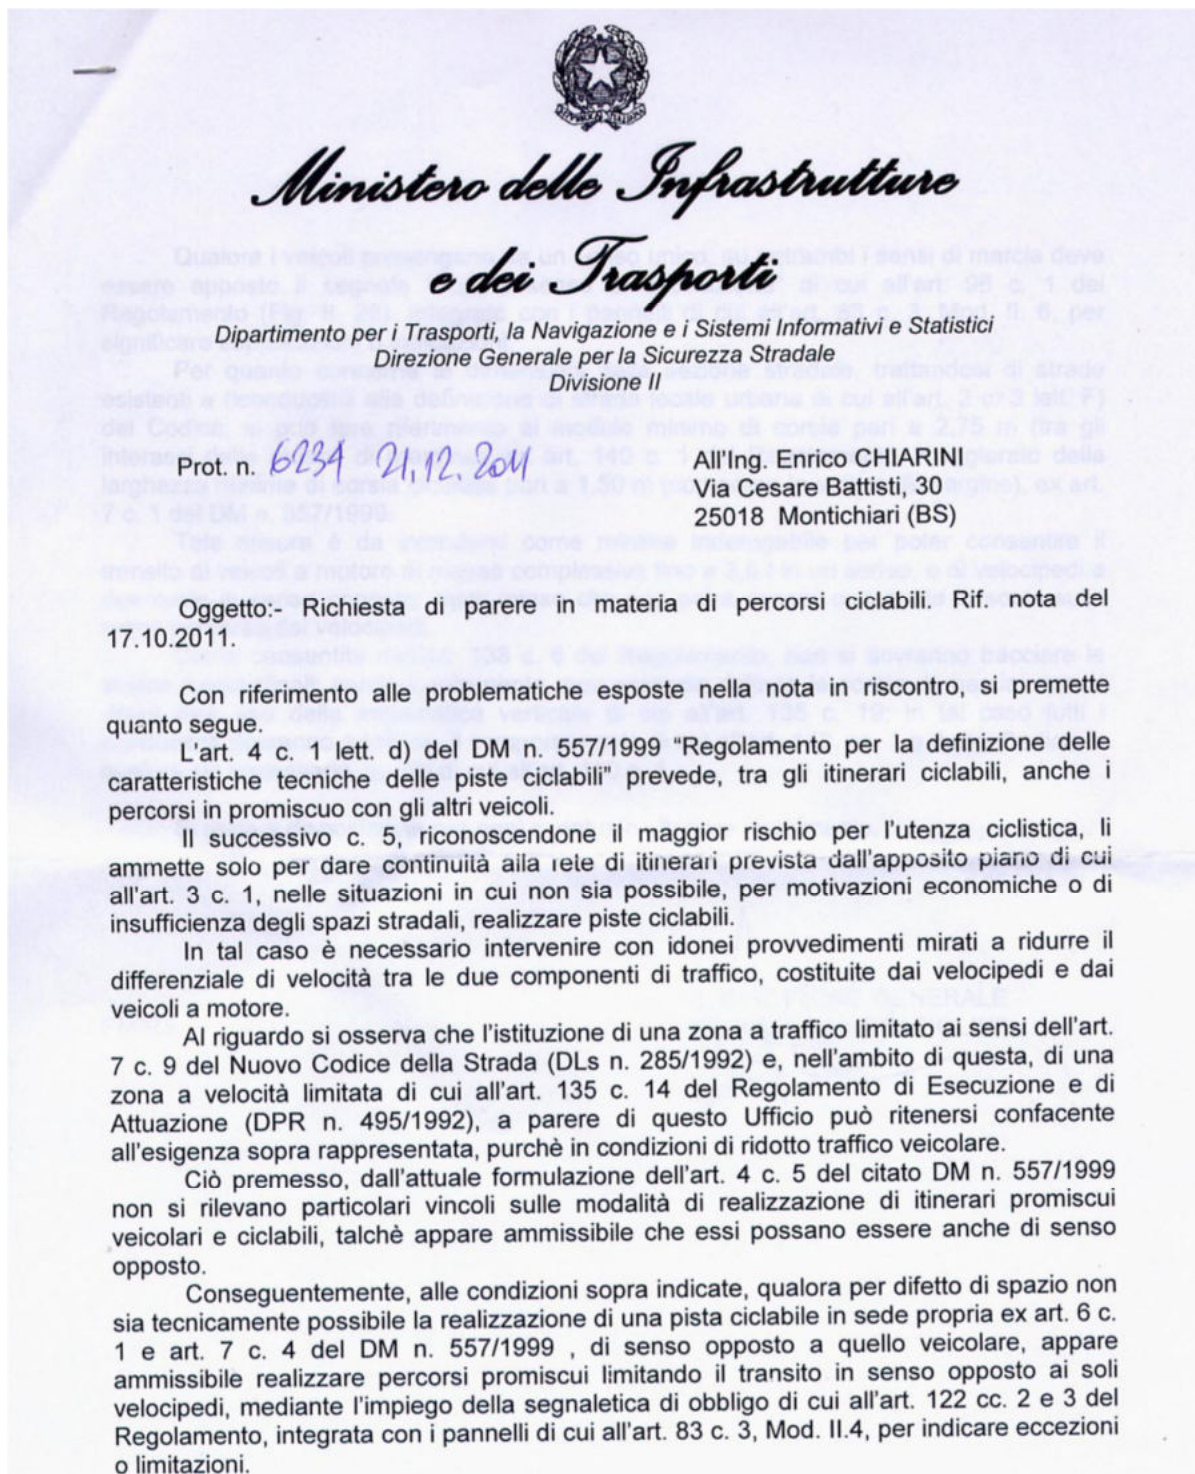 Ministero delle Infrastrutture
e dei Trasporti
Dipartimento per i Trasporti, la Navigazione e i Sistemi Informativi e Statistici
Direzione Generale per la Sicurezza Stradale
Divisione II
Prot. n. 6234 21.12.2011
All'Ing. Enrico CHIARINI
Via Cesare Battisti, 30
25018 Montichiari (BS)
Oggetto:- Richiesta di parere in materia di percorsi ciclabili. Rif. nota del
17.10.2011.
Con riferimento alle problematiche esposte nella nota in riscontro, si premette
quanto segue.
L'art. 4 c. 1 lett. d) del DM n. 557/1999 “Regolamento per la definizione delle
caratteristiche tecniche delle piste ciclabili” prevede, tra gli itinerari ciclabili, anche i
percorsi in promiscuo con gli altri veicoli.
Il successivo c. 5, riconoscendone il maggior rischio per l'utenza ciclistica, li
ammette solo per dare continuità alla rete di itinerari prevista dall'apposito piano di cui
all'art. 3 c. 1, nelle situazioni in cui non sia possibile, per motivazioni economiche o di
insufficienza degli spazi stradali, realizzare piste ciclabili.
In tal caso è necessario intervenire con idonei provvedimenti mirati a ridurre il
differenziale di velocità tra le due componenti di traffico, costituite dai velocipedi e dai
veicoli a motore.
Al riguardo si osserva che l'istituzione di una zona a traffico limitato ai sensi dell'art.
7 c. 9 del Nuovo Codice della Strada (DLs n. 285/1992) e, nell'ambito di questa, di una
zona a velocità limitata di cui all'art. 135 c. 14 del Regolamento di Esecuzione e di
Attuazione (DPR n. 495/1992), a parere di questo Ufficio può ritenersi confacente
all'esigenza sopra rappresentata, purchè in condizioni di ridotto traffico veicolare.
Ciò premesso, dall'attuale formulazione dell'art. 4 c. 5 del citato DM n. 557/1999
non si rilevano particolari vincoli sulle modalità di realizzazione di itinerari promiscui
veicolari e ciclabili, talchè appare ammissibile che essi possano essere anche di senso
opposto.
Conseguentemente, alle condizioni sopra indicate, qualora per difetto di spazio non
sia tecnicamente possibile la realizzazione di una pista ciclabile in sede propria ex art. 6 c.
1 e art. 7 c. 4 del DM n. 557/1999 , di senso opposto a quello veicolare, appare
ammissibile realizzare percorsi promiscui limitando il transito in senso opposto ai soli
velocipedi, mediante l'impiego della segnaletica di obbligo di cui all'art. 122 cc. 2 e 3 del
Regolamento, integrata con i pannelli di cui all'art. 83 c. 3, Mod. II.4, per indicare eccezioni
o limitazioni.